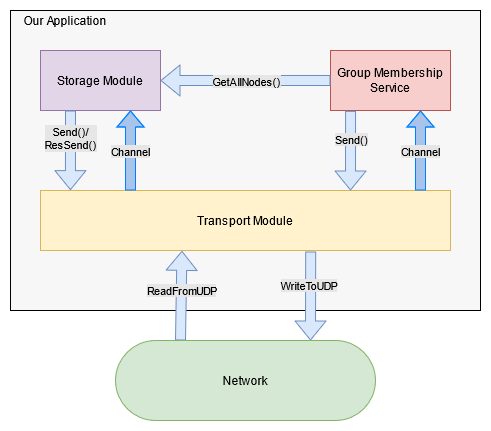 Our Application
Storage Module
GetAllNodes()
Group Membership
Service
Send()/
ResSend()
Channel
Send()
Channel
Transport Module
ReadFromUDP
WriteToUDP
Network